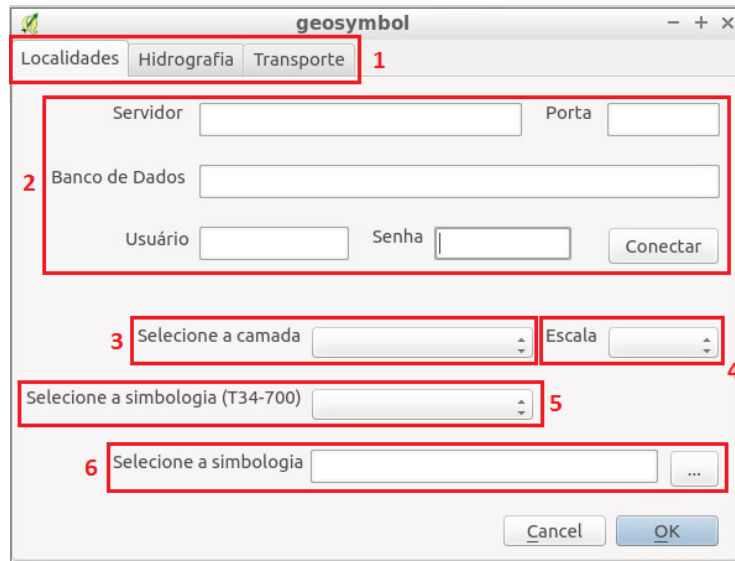 geosymbol
Localidades Hidrografia Transporte 1
Servidor Porta
2 Banco de Dados
Usuário Senha Conectar
3 Selecione a camada Escala 4
Selecione a simbologia (T34-700) 5
6 Selecione a simbologia ...
Cancel OK